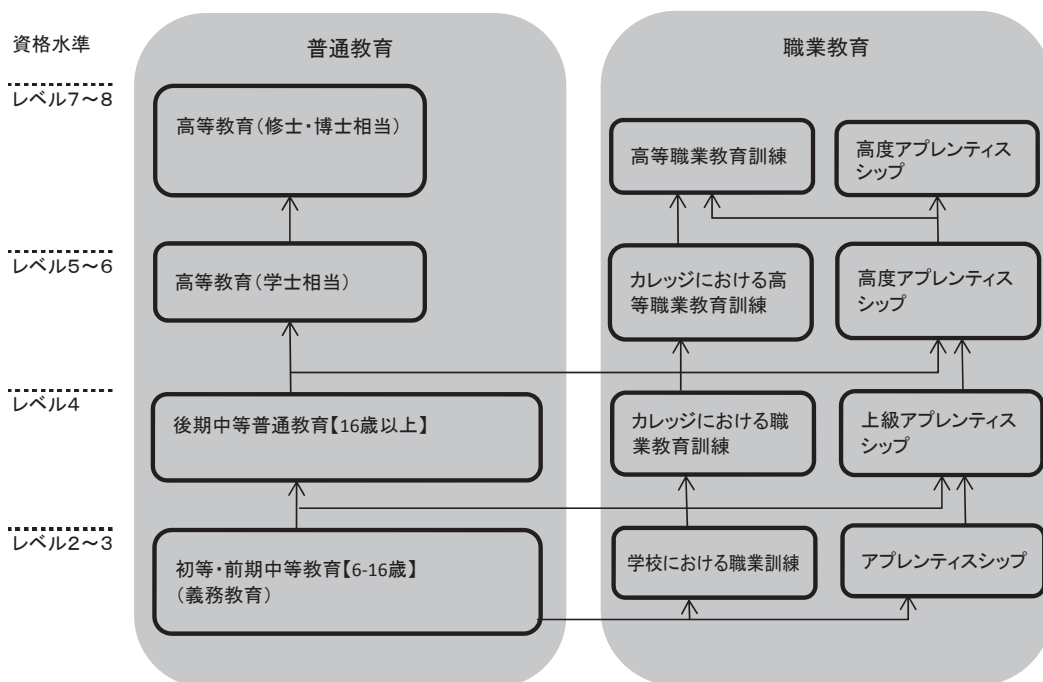 資格水準
普通教育
職業教育
レベル7～8
高等教育(修士・博士相当)
高等職業教育訓練
高度アプレンティス
シップ
レベル5～6
高等教育(学士相当)
カレッジにおける高
等職業教育訓練
高度アプレンティス
シップ
レベル4
後期中等普通教育【16歳以上】
カレッジにおける職
業教育訓練
上級アプレンティス
シップ
レベル2～3
初等・前期中等教育【6-16歳】
(義務教育)
学校における職業訓練
アプレンティスシップ